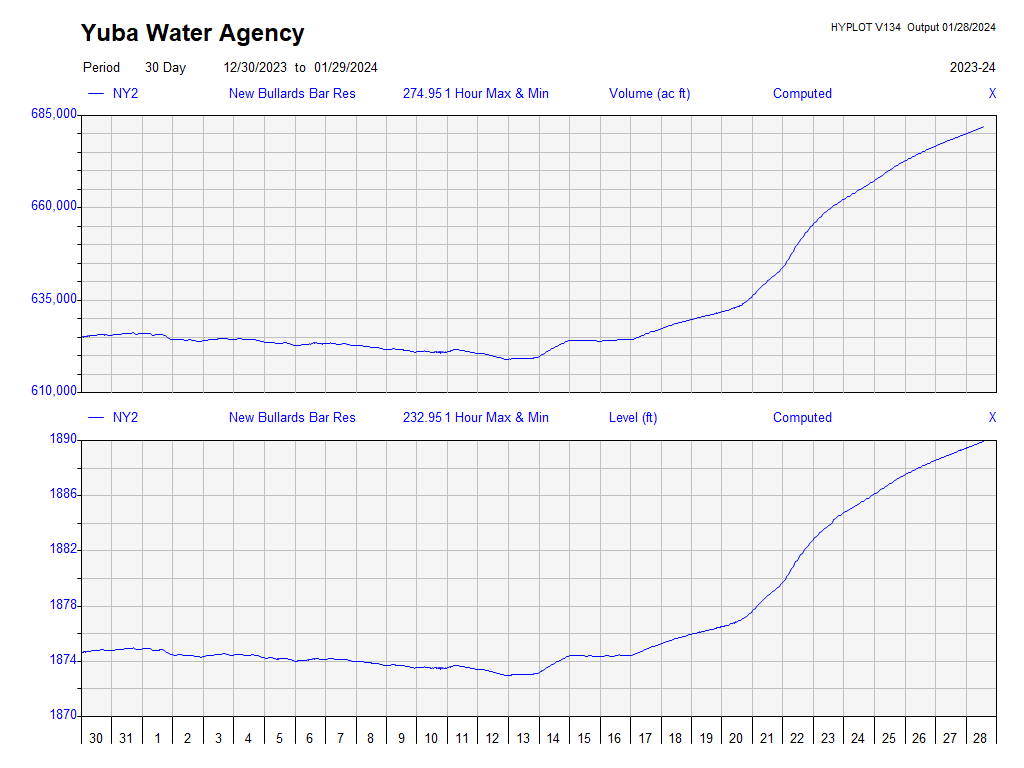 Yuba Water Agency
HYPLOT V134 Output 01/28/2024
Period 30 Day 12/30/2023 to 01/29/2024 2023-24
NY2 New Bullards Bar Res 274.95 1 Hour Max & Min Volume (ac ft) Computed X
685,000
660,000
635,000
610,000
NY2 New Bullards Bar Res 232.95 1 Hour Max & Min Level (ft) Computed X
1890
1886
1882
1878
1874
1870
30 31 1 2 3 4 5 6 7 8 9 10 11 12 13 14 15 16 17 18 19 20 21 22 23 24 25 26 27 28